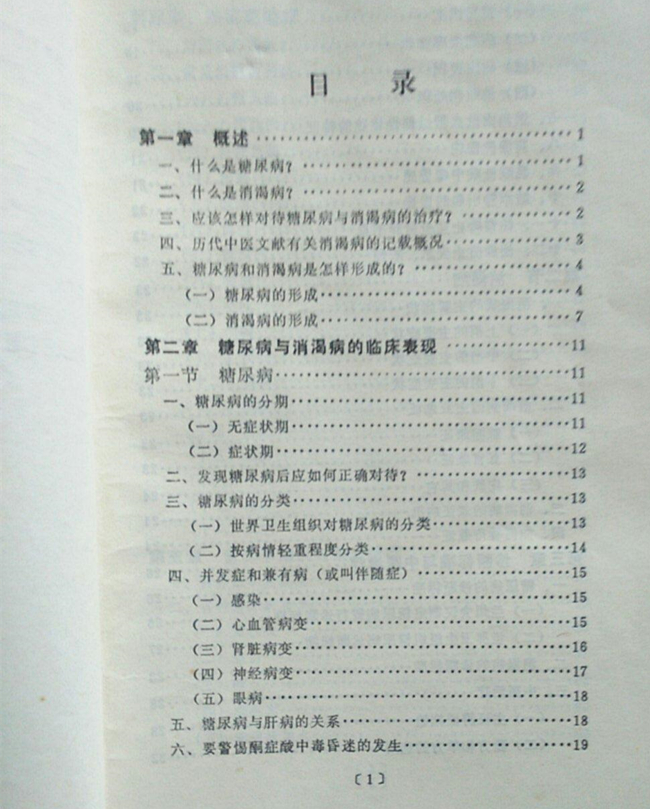 目 录
第一章 概述……1
一、什么是糖尿病？……1
二、什么是消渴病？……2
三、应该怎样对待糖尿病与消渴病的治疗？……2
四、历代中医文献有关消渴病的记载概况……3
五、糖尿病和消渴病是怎样形成的？……4
（一）糖尿病的形成……4
（二）消渴病的形成……7
第二章 糖尿病与消渴病的临床表现……11
第一节 糖尿病……11
一、糖尿病的分期……11
（一）无症状期……11
（二）症状期……12
二、发现糖尿病后应如何正确对待？……13
三、糖尿病的分类……13
（一）世界卫生组织对糖尿病的分类……13
（二）按病情轻重程度分类……14
四、并发症和兼有病（或叫伴随症）……15
（一）感染……15
（二）心血管病变……15
（三）肾脏病变……16
（四）神经病变……17
（五）眼病……18
五、糖尿病与肝病的关系……18
六、要警惕酮症酸中毒昏迷的发生……19
〔1〕